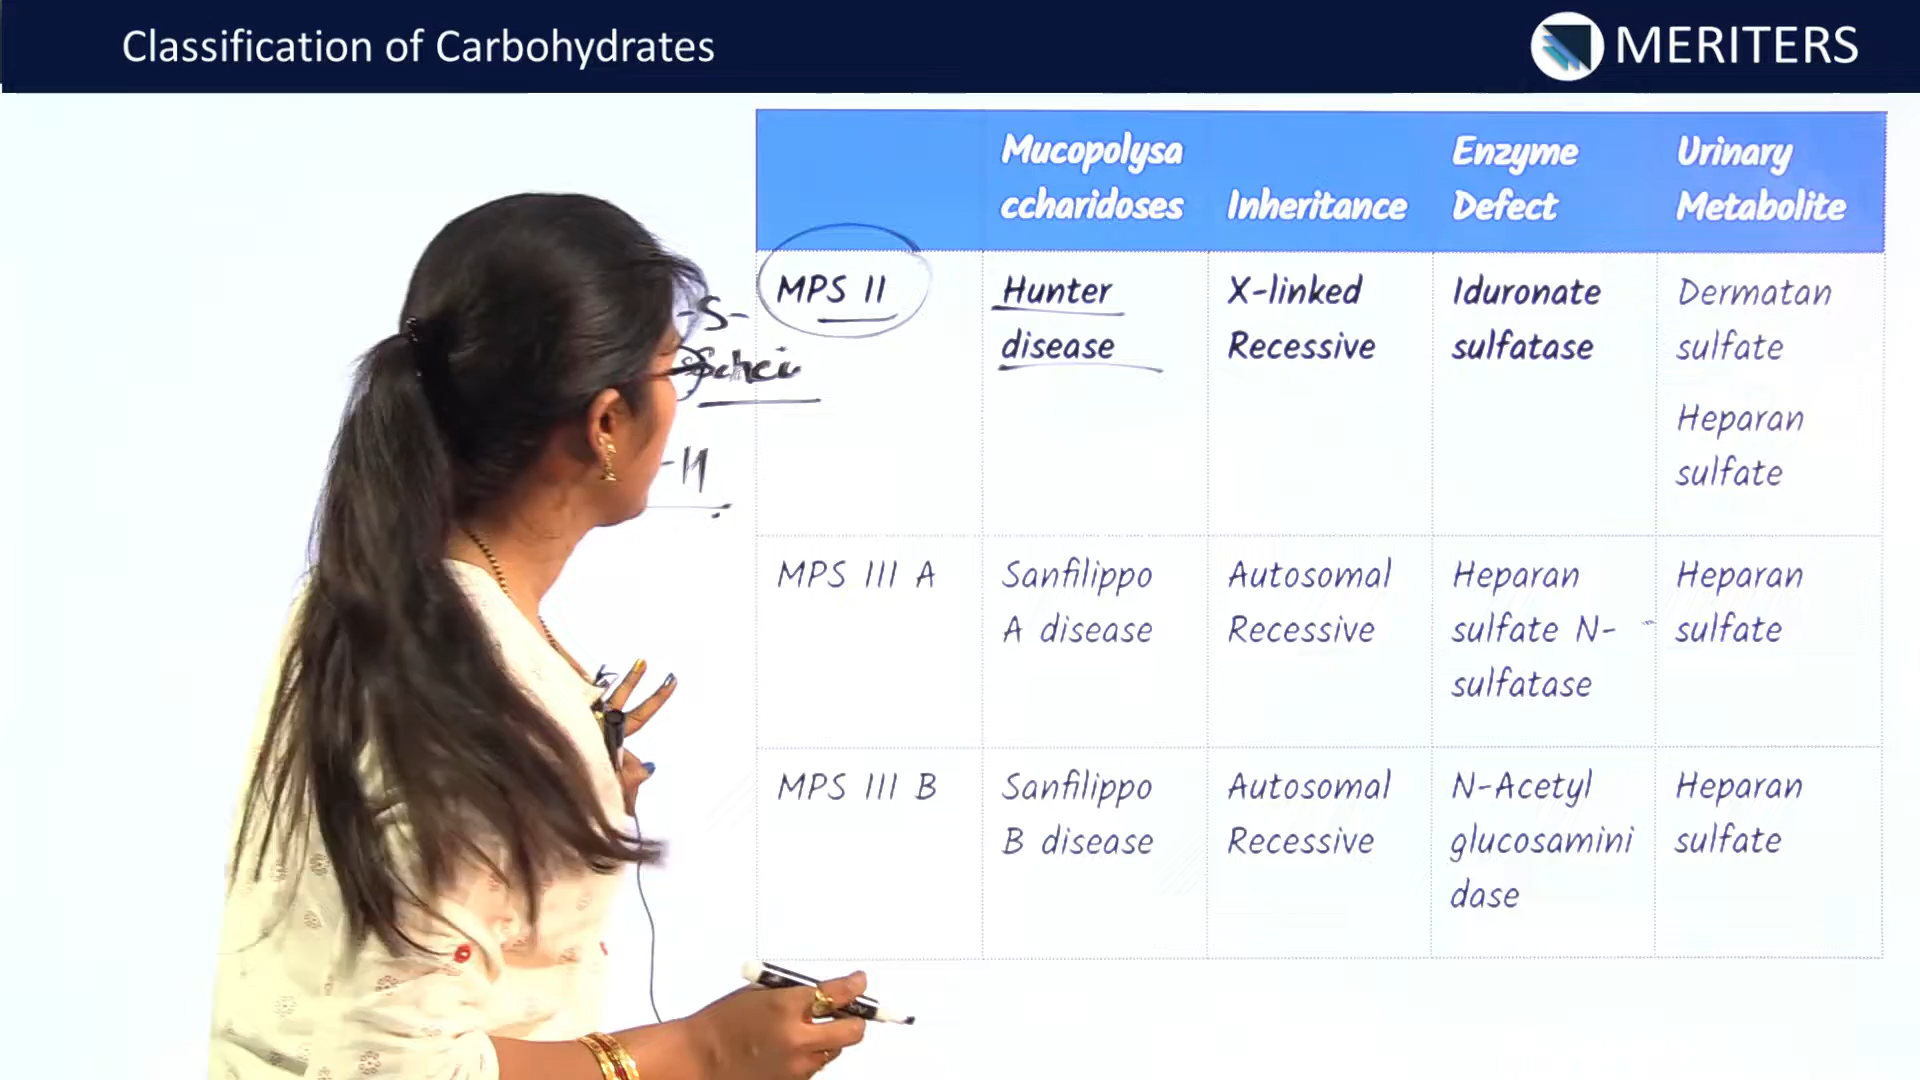 Classification of Carbohydrates
MERITERS
Mucopolysa
ccharidoses
Inheritance
Enzyme
Defect
Urinary
Metabolite
MPS II
Hunter
disease
X-linked
Recessive
Iduronate
sulfatase
Dermatan
sulfate
Heparan
sulfate
-S-
Schei
-H
MPS III A
Sanfilippo
A disease
Autosomal
Recessive
Heparan
sulfate N-
sulfatase
Heparan
sulfate
MPS III B
Sanfilippo
B disease
Autosomal
Recessive
N-Acetyl
glucosamini
dase
Heparan
sulfate